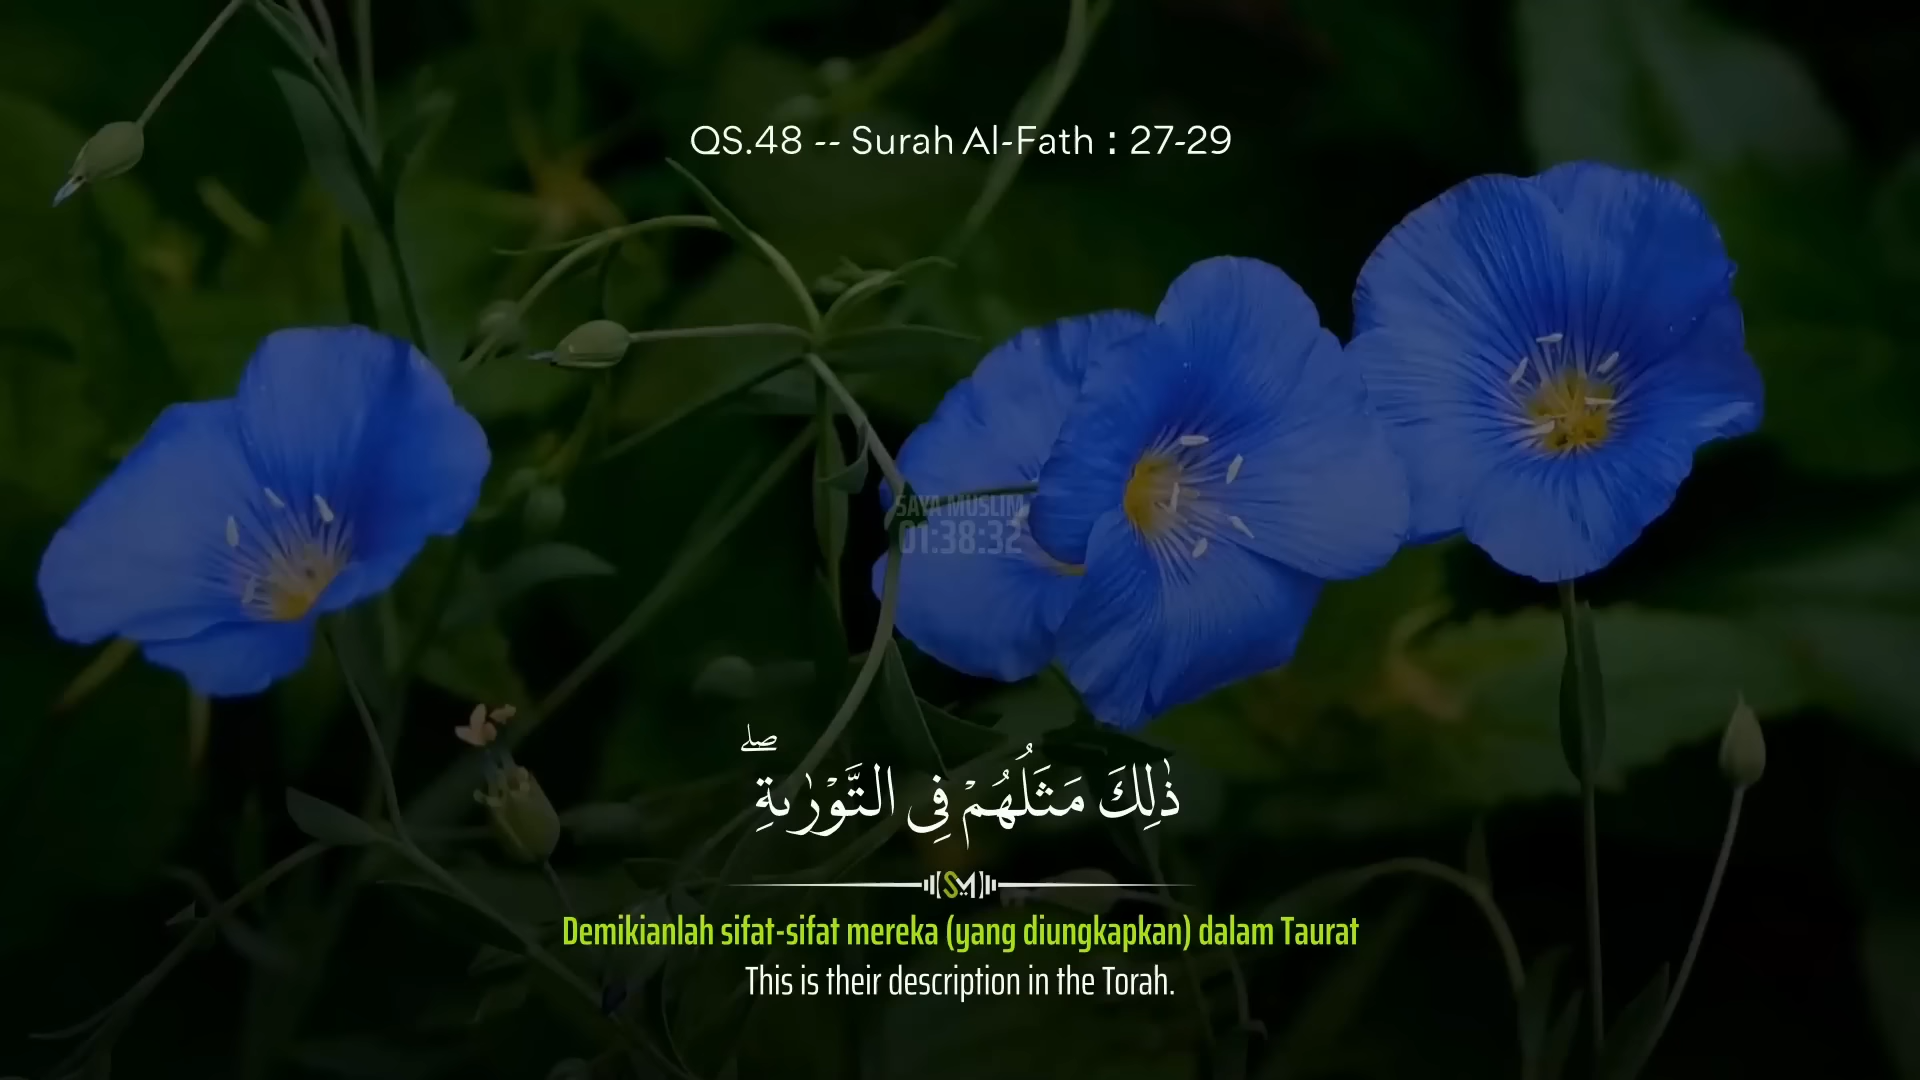 QS.48 -- Surah Al-Fath : 27-29
SAYA MUSLIM
01:38:32
ذَٰلِكَ مَثَلُهُمْ فِي التَّوْرَىٰةِ ۖ
SM
Demikianlah sifat-sifat mereka (yang diungkapkan) dalam Taurat
This is their description in the Torah.